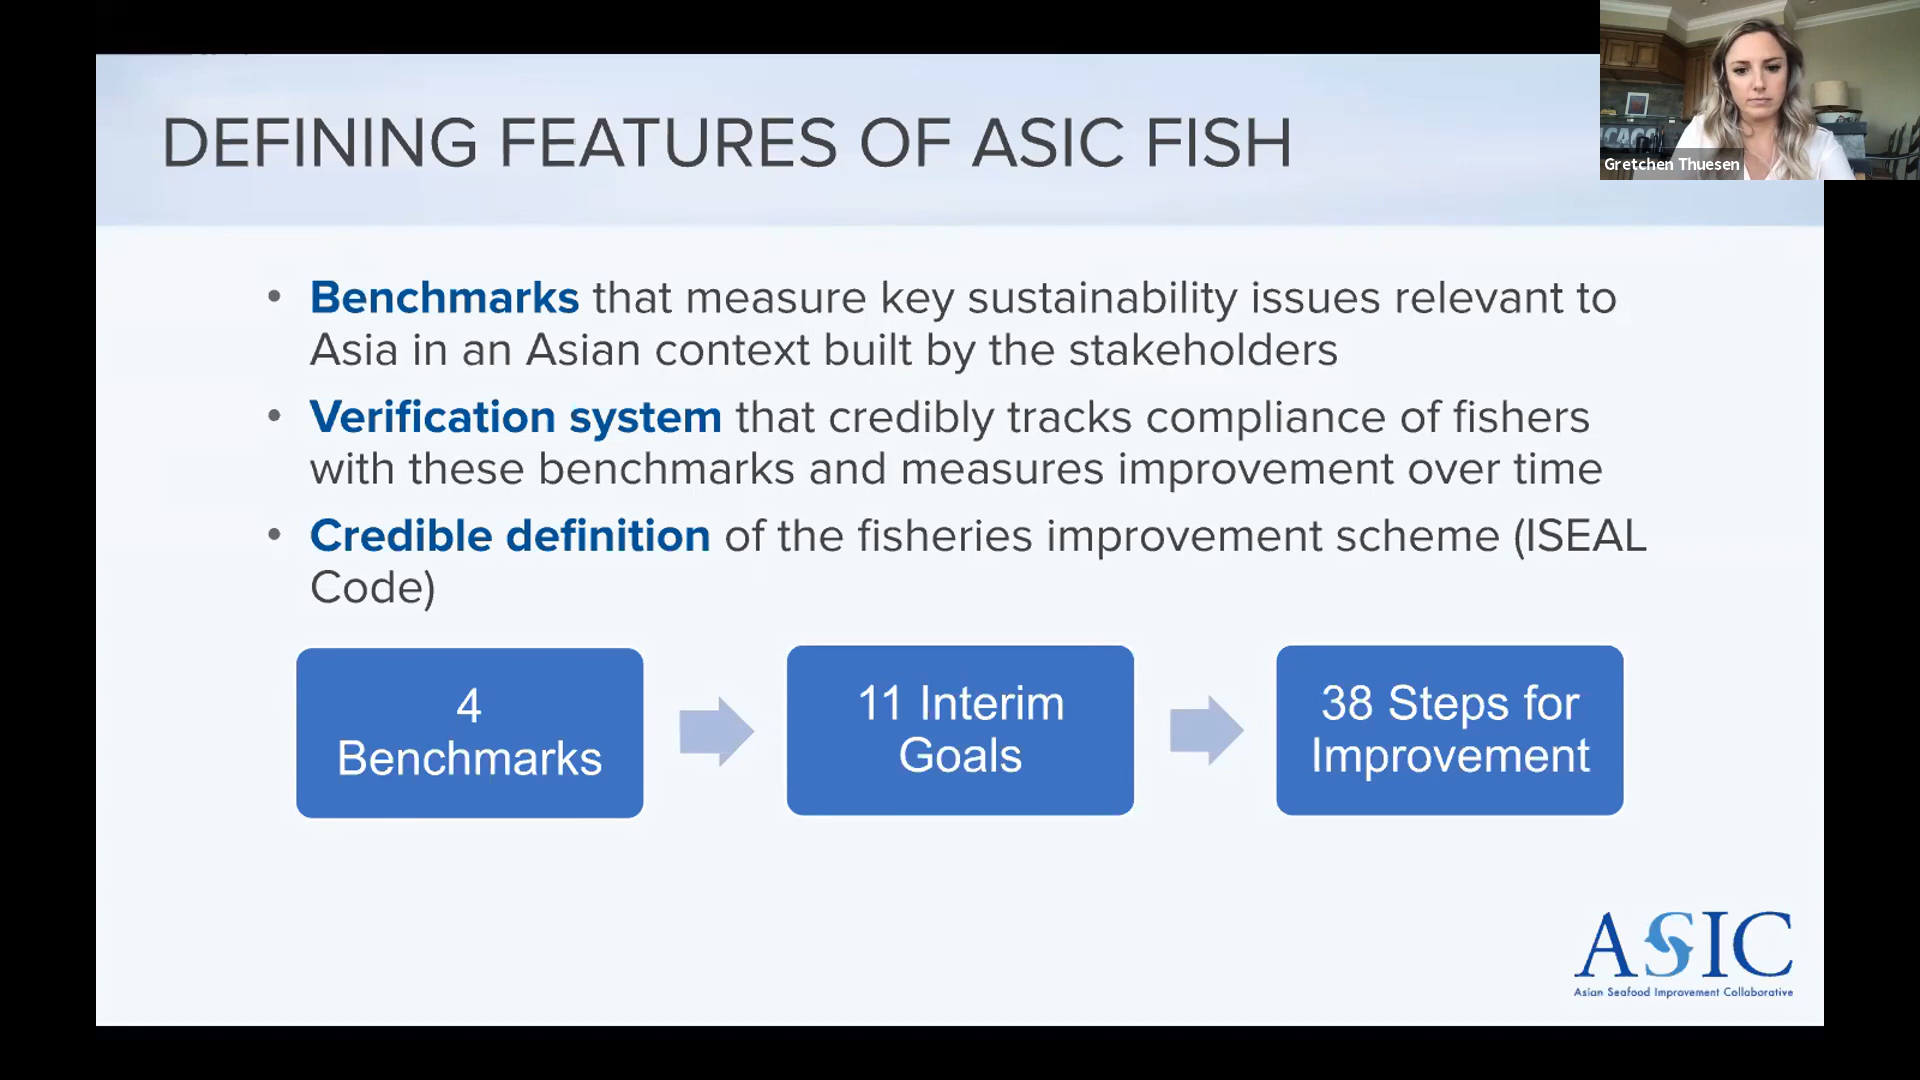 DEFINING FEATURES OF ASIC FISH
Gretchen Thuesen
• Benchmarks that measure key sustainability issues relevant to
Asia in an Asian context built by the stakeholders
• Verification system that credibly tracks compliance of fishers
with these benchmarks and measures improvement over time
• Credible definition of the fisheries improvement scheme (ISEAL
Code)
4
Benchmarks
11 Interim
Goals
38 Steps for
Improvement
ASIC
Asian Seafood Improvement Collaborative